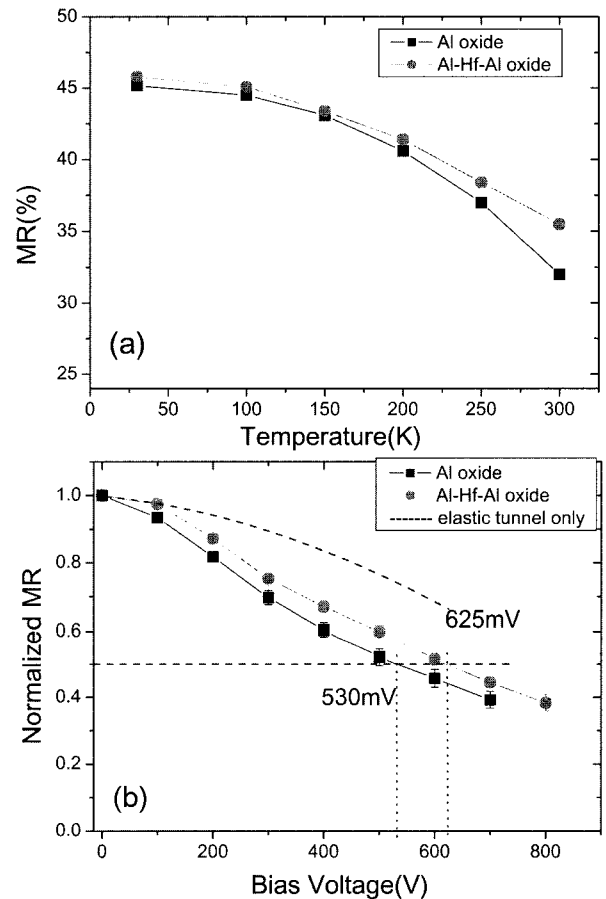 50
45
40
35
30
25
MR(%)
Al oxide
Al-Hf-Al oxide
(a)
0 50 100 150 200 250 300
Temperature(K)
Al oxide
Al-Hf-Al oxide
elastic tunnel only
1.0
0.8
0.6
0.4
0.2
0.0
Normalized MR
625mV
530mV
(b)
0 200 400 600 800
Bias Voltage(V)